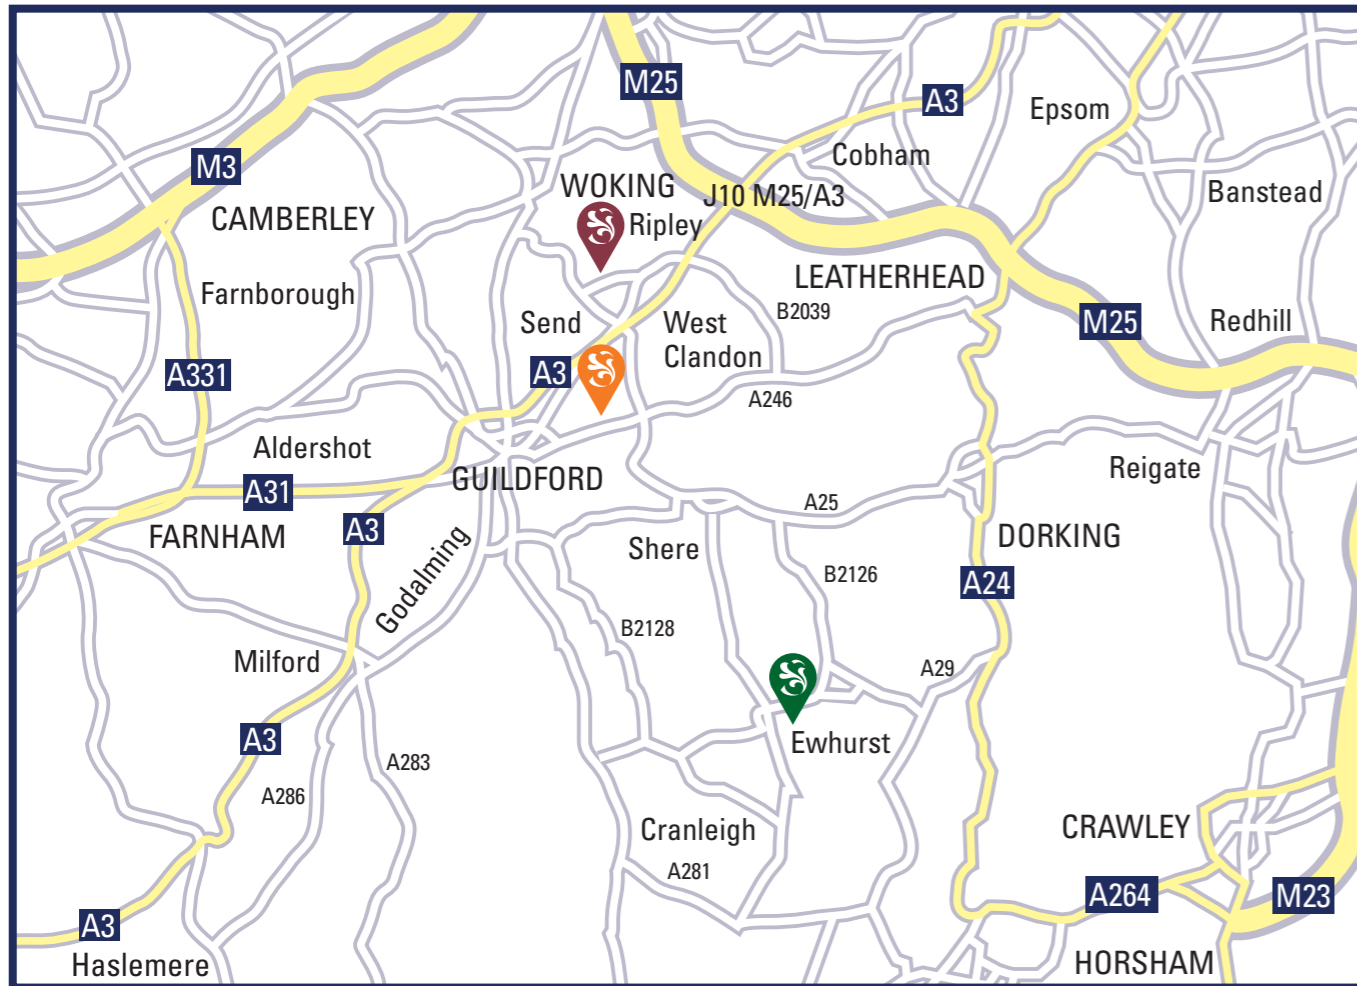 M25
A3
Epsom
Cobham
M3
WOKING
J10 M25/A3
Banstead
CAMBERLEY
Ripley
LEATHERHEAD
Farnborough
B2039
Send
West
Clandon
M25
Redhill
A331
A3
A246
Aldershot
Reigate
GUILDFORD
A31
A25
A3
FARNHAM
Shere
DORKING
Godalming
B2126
A24
B2128
Milford
A29
A3
Ewhurst
A283
A286
Cranleigh
CRAWLEY
A281
A264
M23
A3
Haslemere
HORSHAM